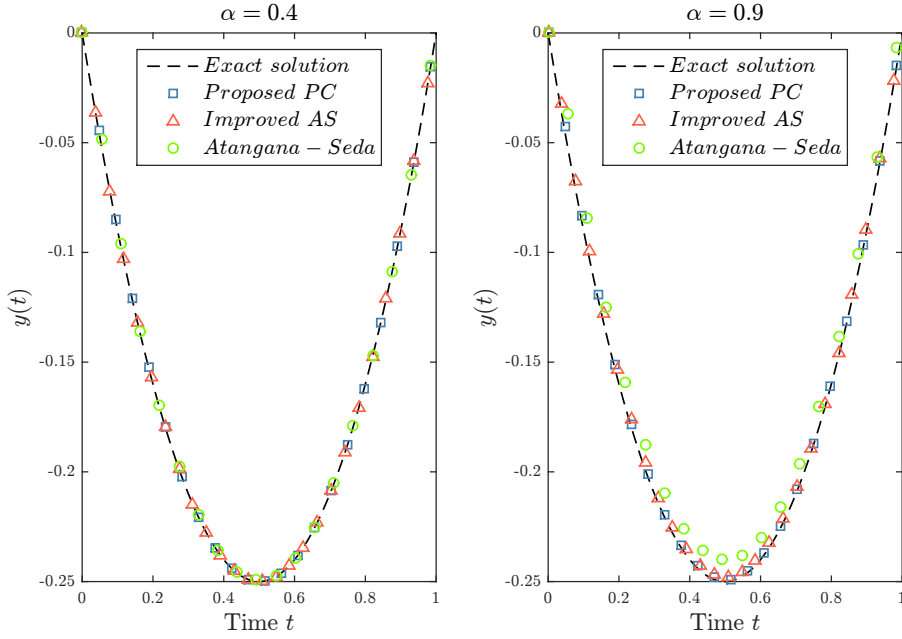 α = 0.4
0
-0.05
-0.1
-0.15
-0.2
-0.25
y(t)
0
0.2
0.4
0.6
0.8
1
Time t
Exact solution
Proposed PC
Improved AS
Atangana − Seda
α = 0.9
0
-0.05
-0.1
-0.15
-0.2
-0.25
y(t)
0
0.2
0.4
0.6
0.8
1
Time t
Exact solution
Proposed PC
Improved AS
Atangana − Seda